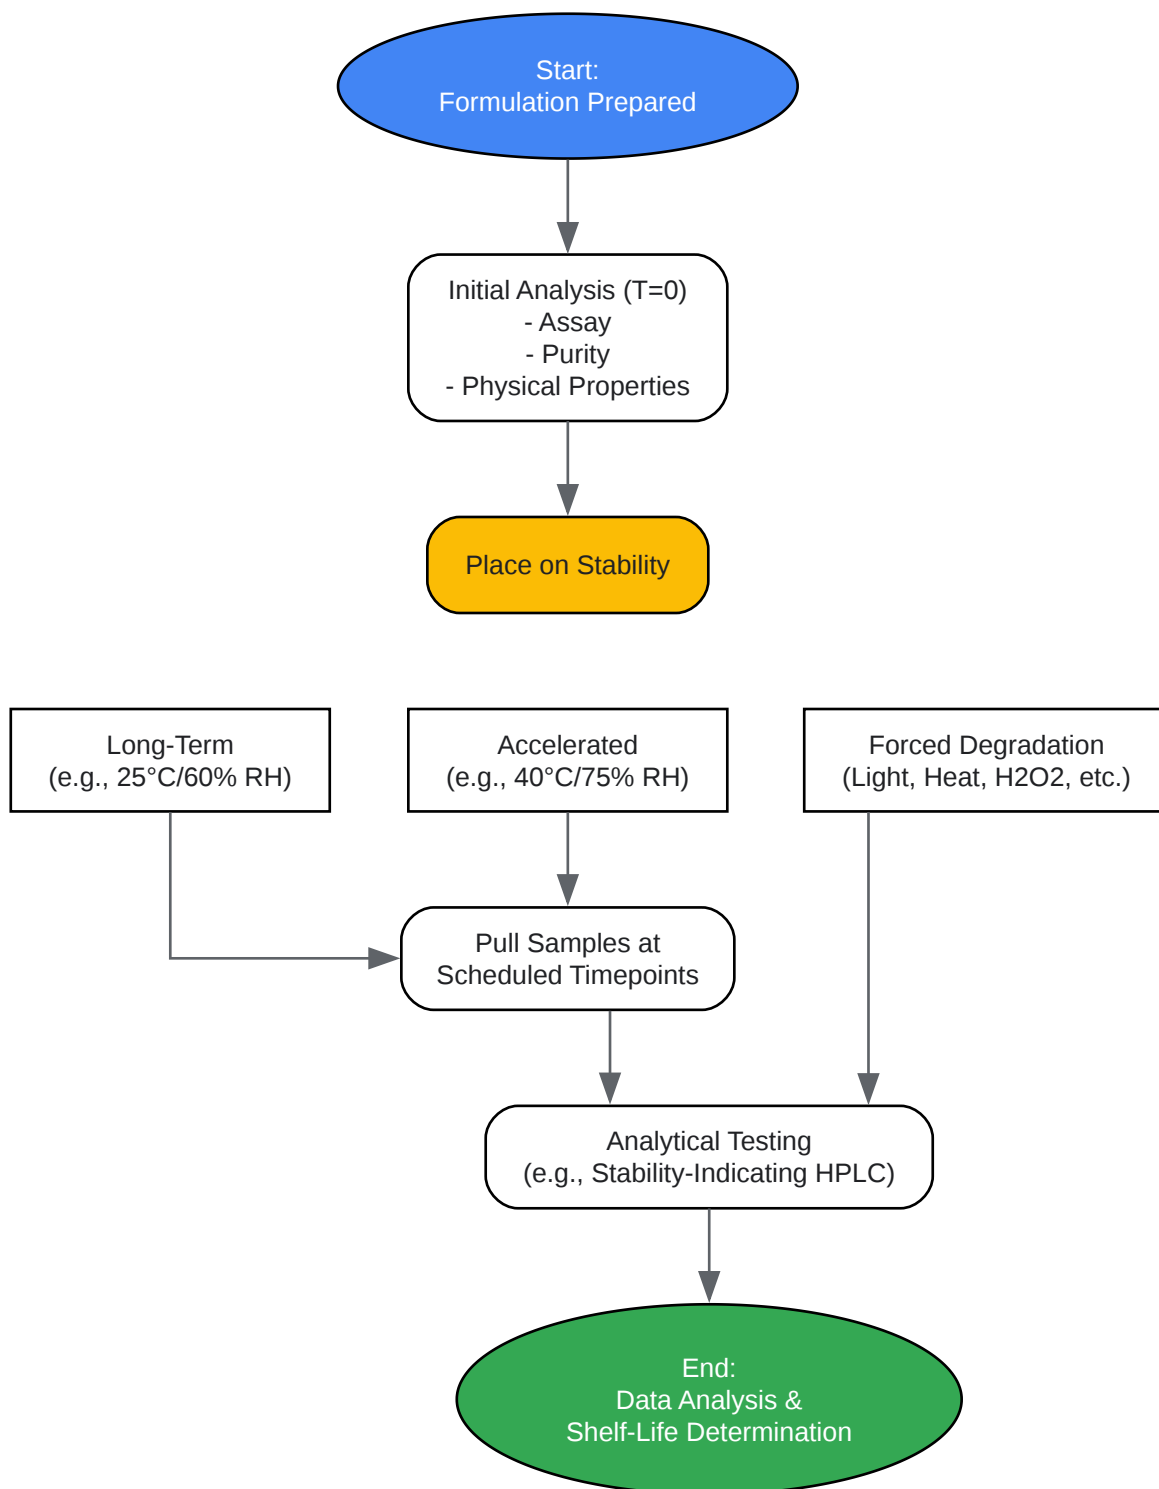 Start:
Formulation Prepared
Initial Analysis (T=0)
- Assay
- Purity
- Physical Properties
Place on Stability
Long-Term
(e.g., 25°C/60% RH)
Accelerated
(e.g., 40°C/75% RH)
Forced Degradation
(Light, Heat, H2O2, etc.)
Pull Samples at
Scheduled Timepoints
Analytical Testing
(e.g., Stability-Indicating HPLC)
End:
Data Analysis &
Shelf-Life Determination